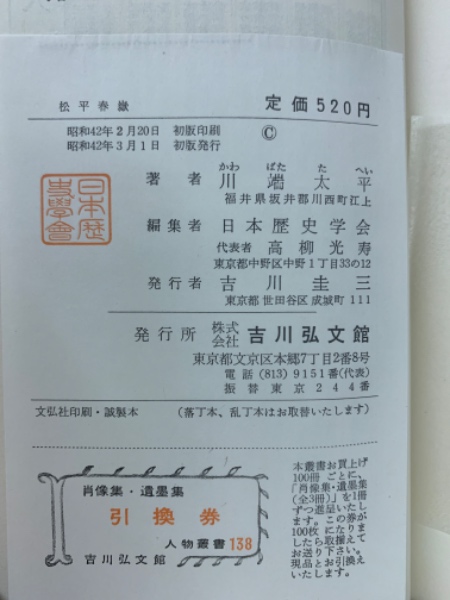 松平春嶽
定価520円
昭和42年2月20日 初版印刷
昭和42年3月1日 初版発行
©
かわ ばた た へい
著者 川端太平
福井県坂井郡川西町江上
日本歴
史學會
編集者 日本歴史学会
代表者 高柳光寿
東京都中野区中野1丁目33の12
発行者 吉川圭三
東京都世田谷区成城町111
発行所 株式会社 吉川弘文館
東京都文京区本郷7丁目2番8号
電話(813)9151番(代表)
振替東京244番
文弘社印刷・誠製本 (落丁本、乱丁本はお取替いたします)
肖像集・遺墨集
引換券
人物叢書138
吉川弘文館
本叢書お買上げ
100冊ごとに、
「肖像集・遺墨集
(全3冊)」を1冊
ずつ進呈いたし
ます。この券が
100枚になりま
したら取揃えて
お送り下さい。
現品とお引換え
いたします。